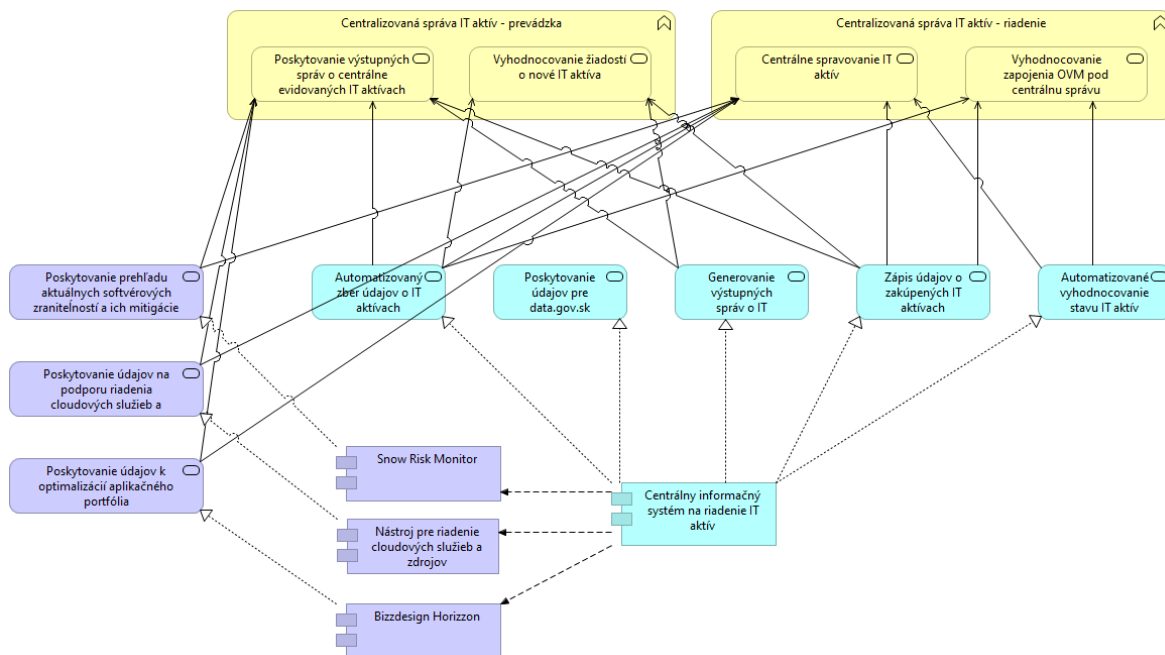 Centralizovaná správa IT aktív - prevádzka
Poskytovanie výstupných
správ o centrálne
evidovaných IT aktívach
Vyhodnocovanie žiadostí
o nové IT aktíva
Centralizovaná správa IT aktív - riadenie
Centrálne spravovanie IT
aktív
Vyhodnocovanie
zapojenia OVM pod
centrálnu správu
Poskytovanie prehľadu
aktuálnych softvérových
zraniteľností a ich mitigácie
Automatizovaný
zber údajov o IT
aktívach
Poskytovanie
údajov pre
data.gov.sk
Generovanie
výstupných
správ o IT
Zápis údajov o
zakúpených IT
aktívach
Automatizované
vyhodnocovanie
stavu IT aktív
Poskytovanie údajov na
podporu riadenia
cloudových služieb a
Poskytovanie údajov k
optimalizácií aplikačného
portfólia
Snow Risk Monitor
Nástroj pre riadenie
cloudových služieb a
zdrojov
Bizzdesign Horizzon
Centrálny informačný
systém na riadenie IT
aktív